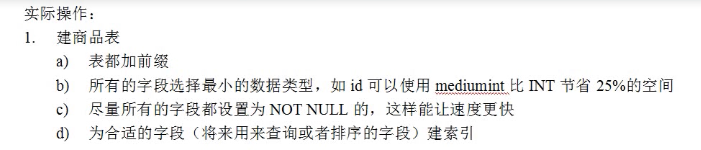 实际操作：
1. 建商品表
a) 表都加前缀
b) 所有的字段选择最小的数据类型，如 id 可以使用 mediumint 比 INT 节省 25%的空间
c) 尽量所有的字段都设置为 NOT NULL 的，这样能让速度更快
d) 为合适的字段（将来用来查询或者排序的字段）建索引